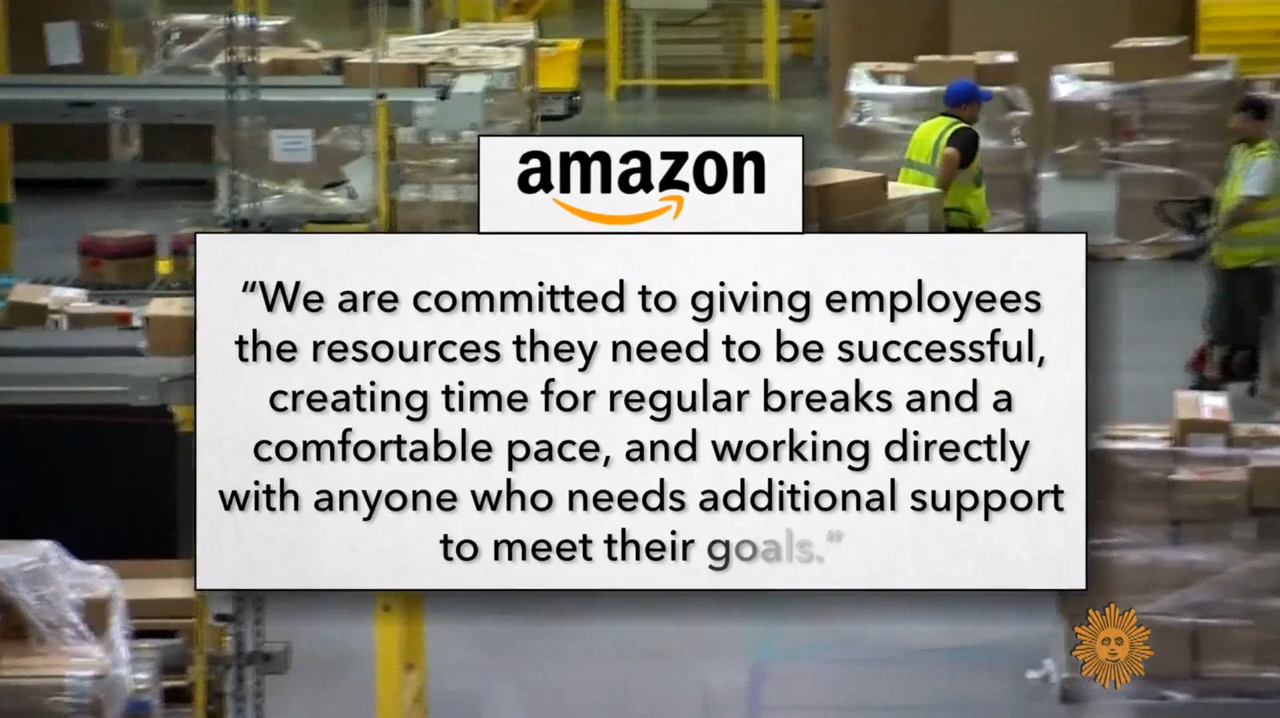 amazon
“We are committed to giving employees
the resources they need to be successful,
creating time for regular breaks and a
comfortable pace, and working directly
with anyone who needs additional support
to meet their goals.”